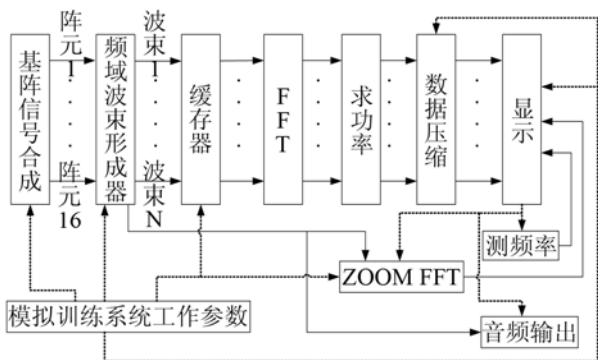 基阵信号合成
阵元1
阵元16
频域波束形成器
波束1
波束N
缓存器
FFT
求功率
数据压缩
显示
测频率
ZOOM FFT
模拟训练系统工作参数
音频输出